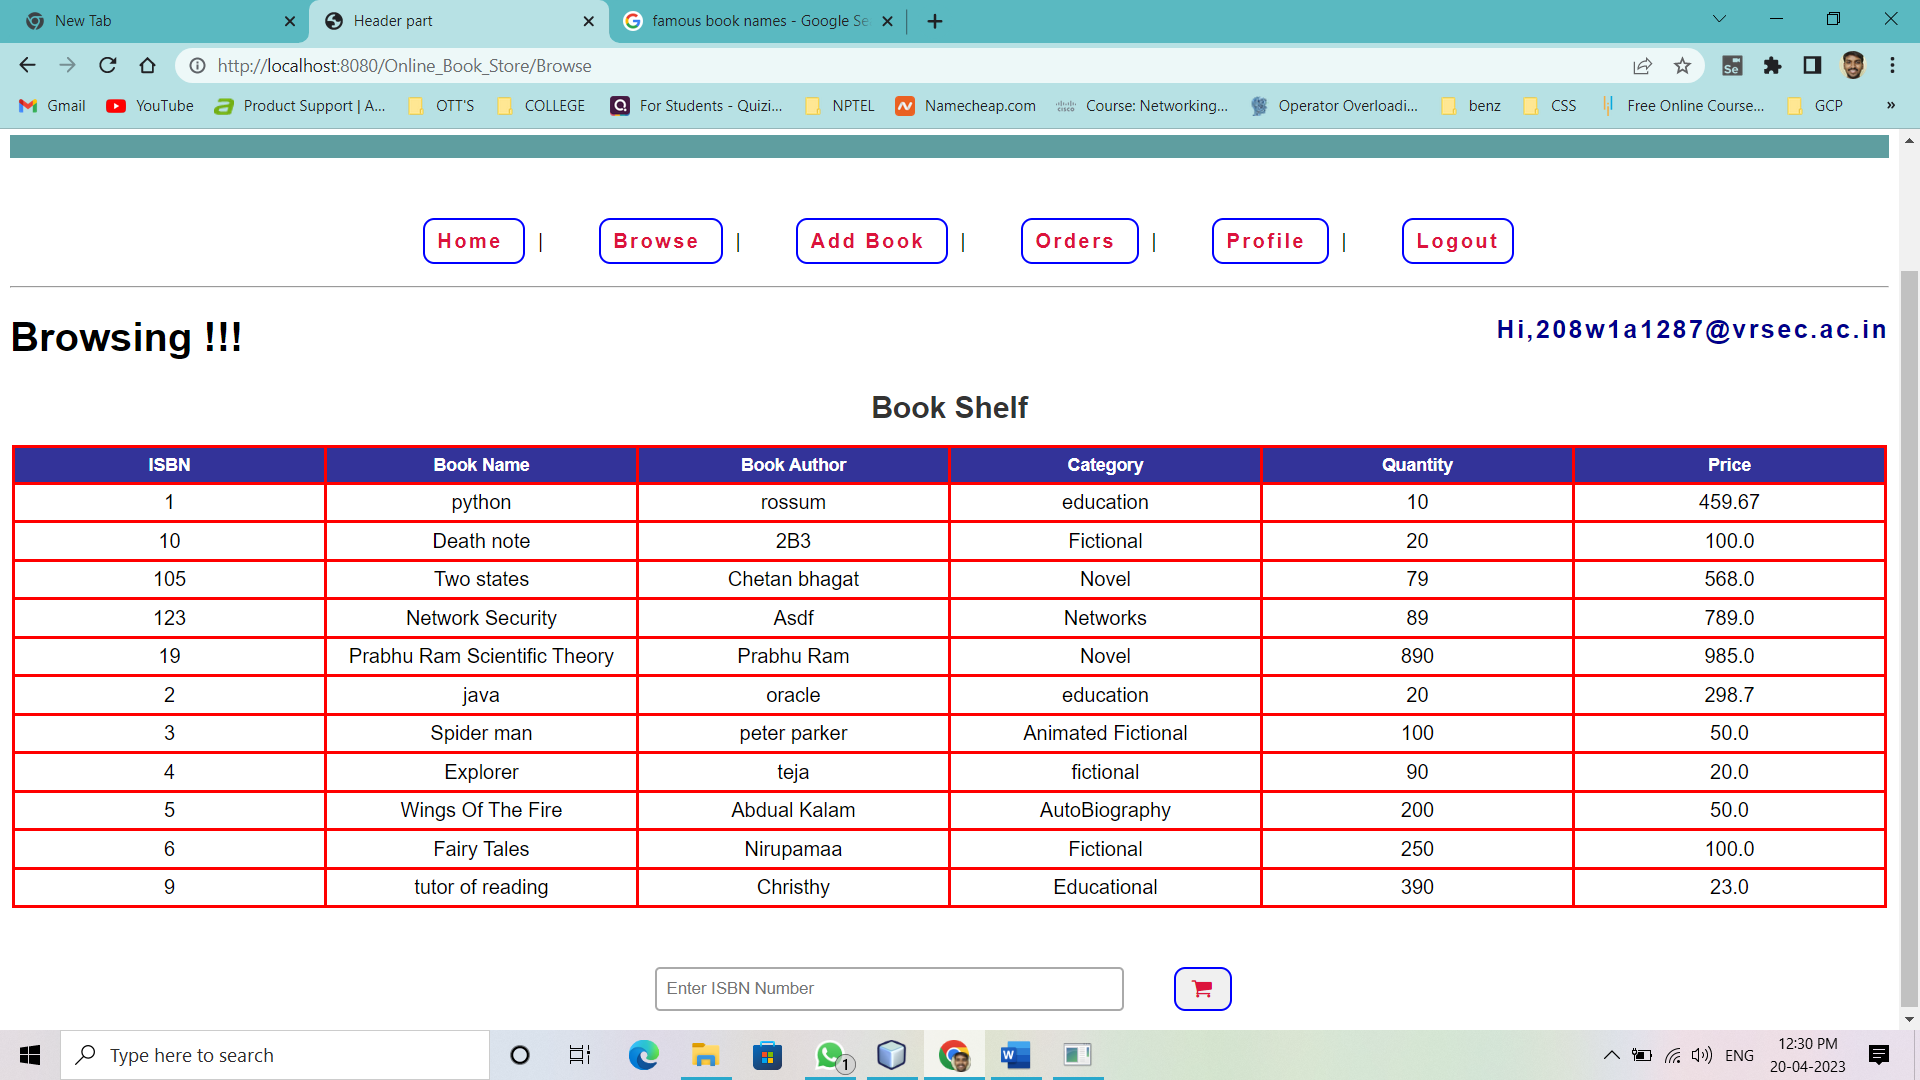 New Tab
Header part
famous book names - Google Se
http://localhost:8080/Online_Book_Store/Browse
Se
Gmail YouTube Product Support | A... OTT'S COLLEGE For Students - Quizi... NPTEL Namecheap.com Course: Networking... Operator Overloadi... benz CSS Free Online Course... GCP »
Home | Browse | Add Book | Orders | Profile | Logout
Browsing !!!
Hi,208w1a1287@vrsec.ac.in
Book Shelf
ISBN Book Name Book Author Category Quantity Price
1 python rossum education 10 459.67
10 Death note 2B3 Fictional 20 100.0
105 Two states Chetan bhagat Novel 79 568.0
123 Network Security Asdf Networks 89 789.0
19 Prabhu Ram Scientific Theory Prabhu Ram Novel 890 985.0
2 java oracle education 20 298.7
3 Spider man peter parker Animated Fictional 100 50.0
4 Explorer teja fictional 90 20.0
5 Wings Of The Fire Abdual Kalam AutoBiography 200 50.0
6 Fairy Tales Nirupamaa Fictional 250 100.0
9 tutor of reading Christhy Educational 390 23.0
Enter ISBN Number
Type here to search
1
W
ENG
12:30 PM
20-04-2023